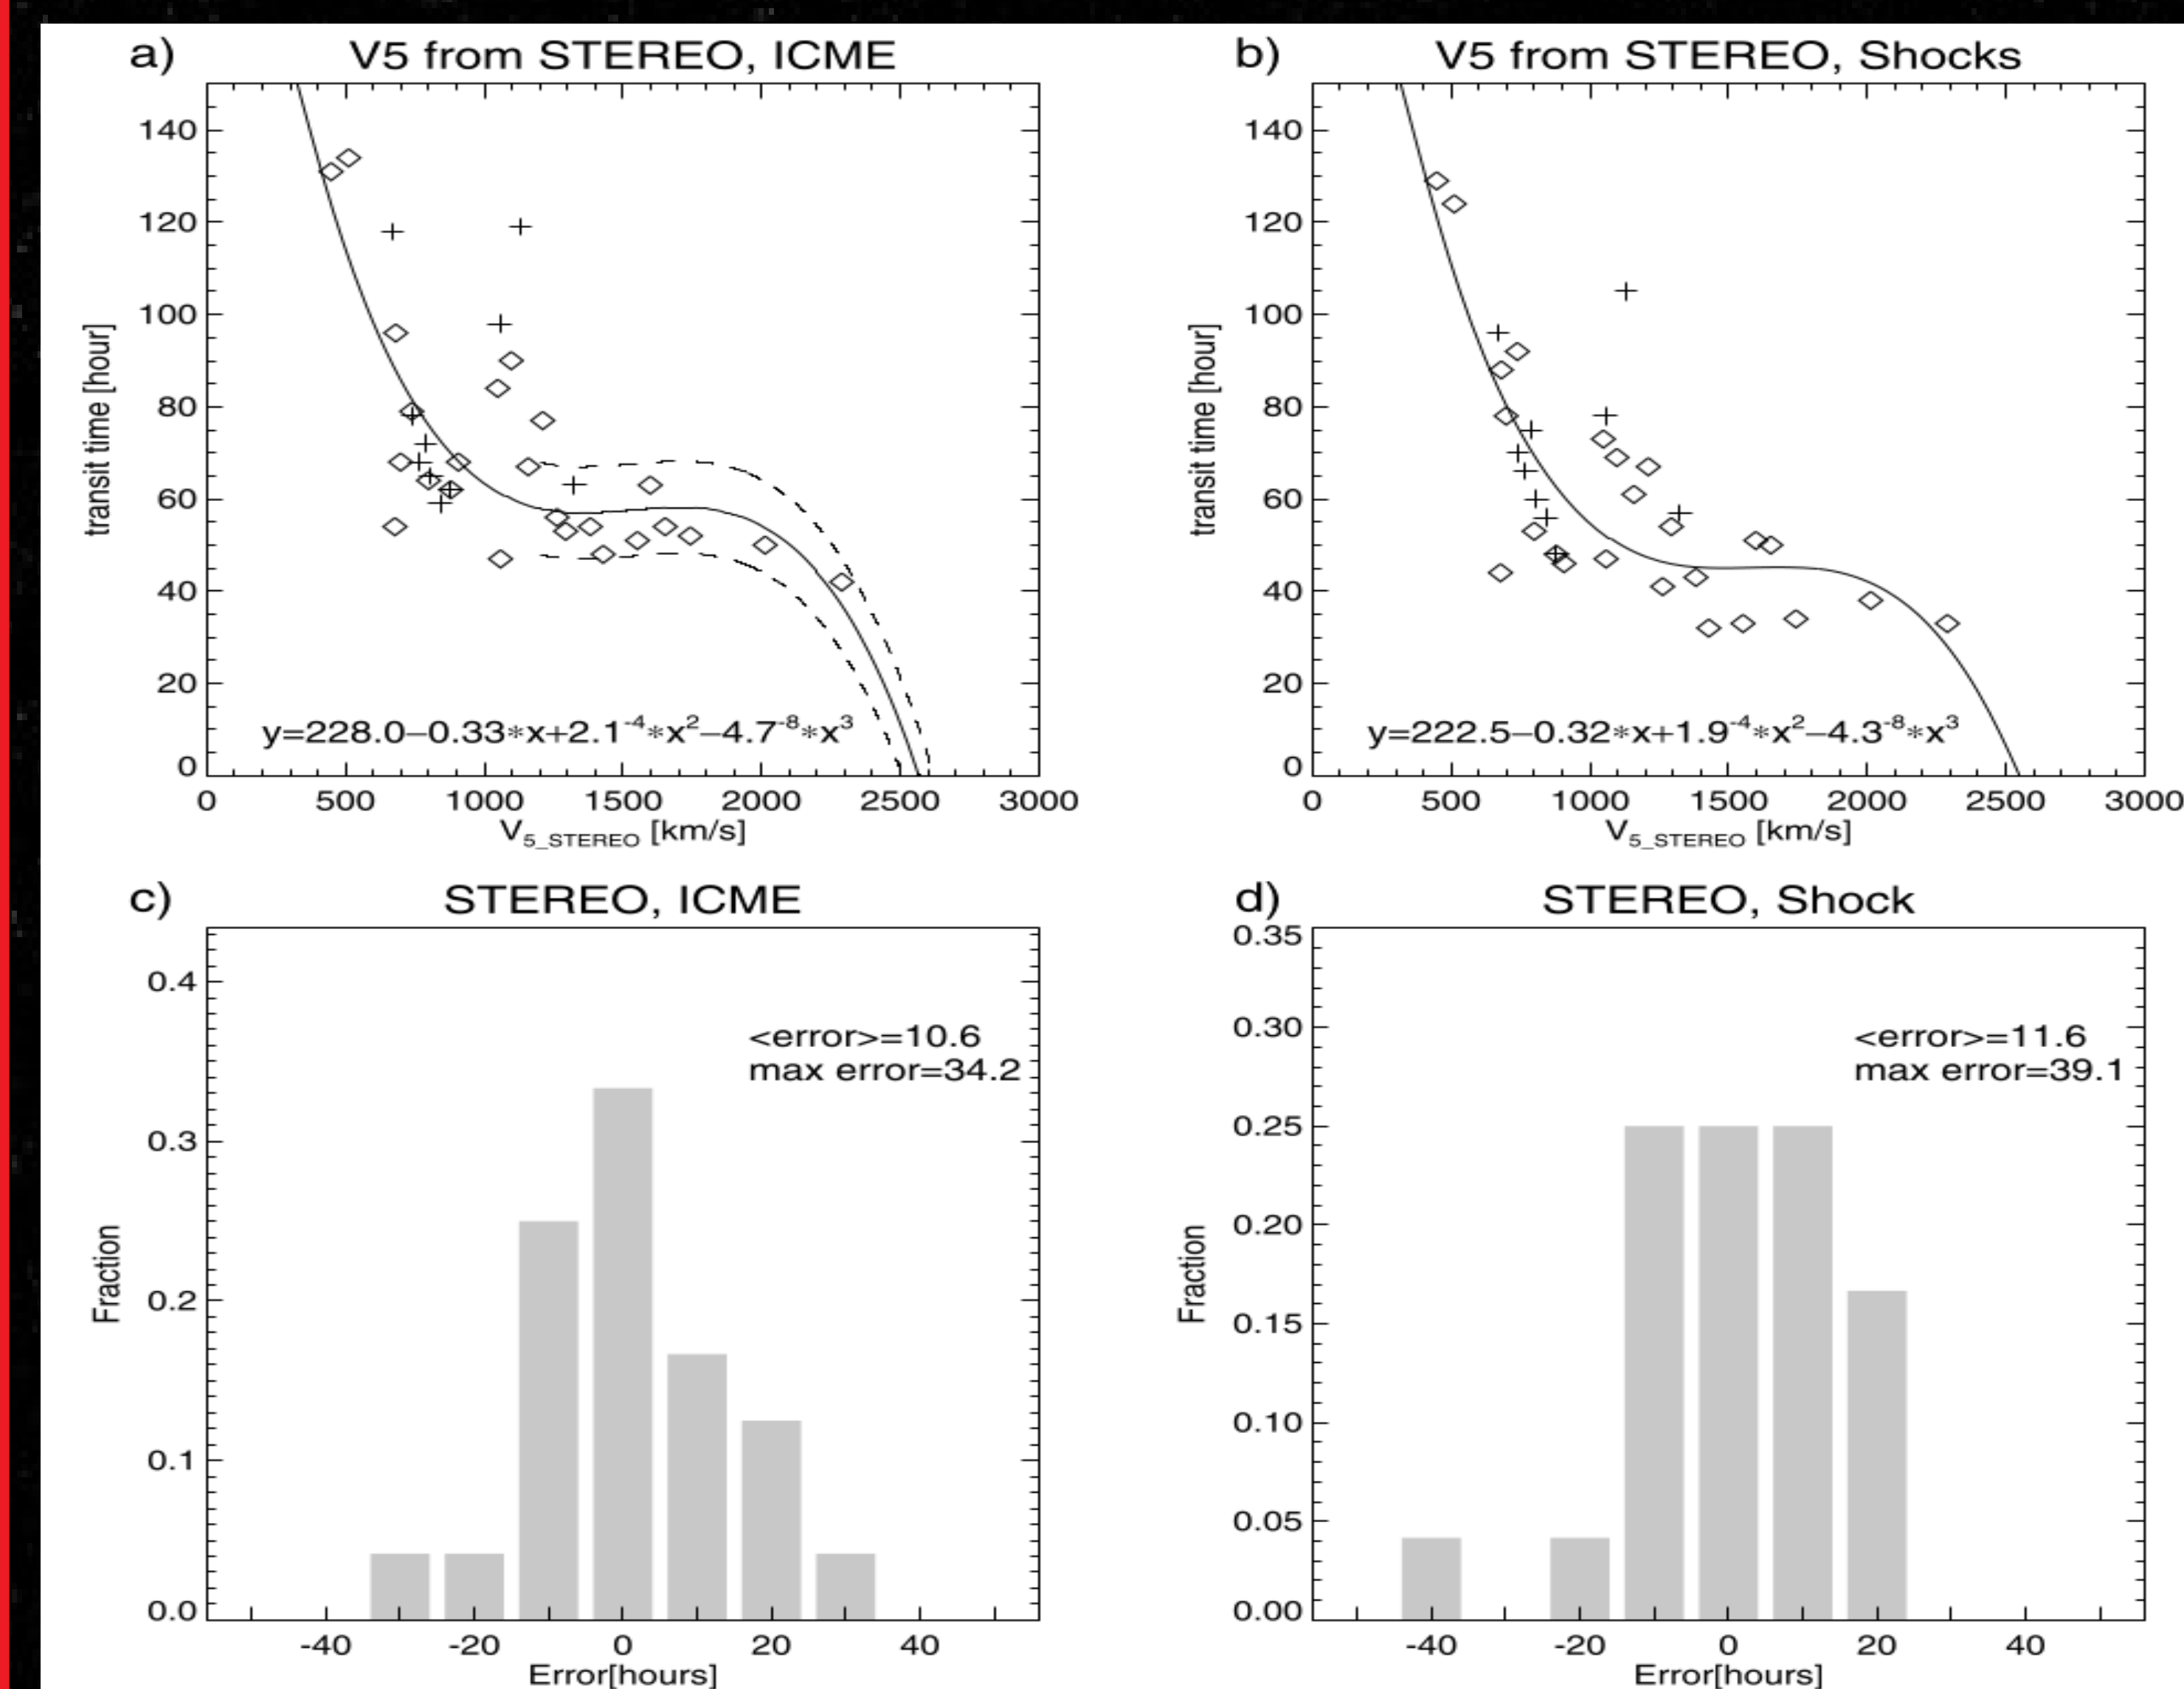 a)
V5 from STEREO, ICME
140
120
100
80
60
40
20
0
transit time [hour]
y=228.0−0.33*x+2.1⁻⁴*x²−4.7⁻⁸*x³
0 500 1000 1500 2000 2500 3000
V₅_STEREO [km/s]
b)
V5 from STEREO, Shocks
140
120
100
80
60
40
20
0
transit time [hour]
y=222.5−0.32*x+1.9⁻⁴*x²−4.3⁻⁸*x³
0 500 1000 1500 2000 2500 3000
V₅_STEREO [km/s]
c)
STEREO, ICME
0.4
0.3
0.2
0.1
0.0
Fraction
<error>=10.6
max error=34.2
-40 -20 0 20 40
Error[hours]
d)
STEREO, Shock
0.35
0.30
0.25
0.20
0.15
0.10
0.05
0.00
Fraction
<error>=11.6
max error=39.1
-40 -20 0 20 40
Error[hours]